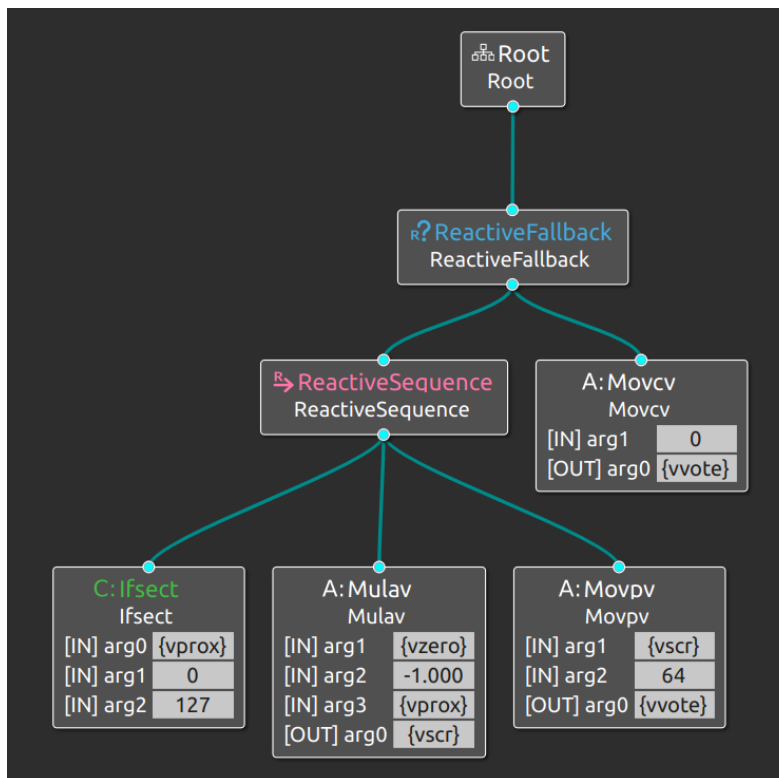 Root
Root
R?ReactiveFallback
ReactiveFallback
R ReactiveSequence
ReactiveSequence
A: Movcv
Movcv
[IN] arg1 0
[OUT] arg0 {vvote}
C: Ifsect
Ifsect
[IN] arg0 {vprox}
[IN] arg1 0
[IN] arg2 127
A: Mulav
Mulav
[IN] arg1 {vzero}
[IN] arg2 -1.000
[IN] arg3 {vprox}
[OUT] arg0 {vscr}
A: Movpv
Movpv
[IN] arg1 {vscr}
[IN] arg2 64
[OUT] arg0 {vvote}